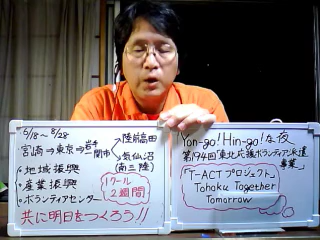 6/18〜8/28
宮崎→東京→岩手一関市
→陸前高田
→気仙沼
(南三陸)
・地域振興
・産業振興
・ボランティアセンター
1クール
2週間
共に明日をつくろう!!
Yon-go! Hin-go! な夜
第194回「東北応援ボランティア派遣
事業」
「T-ACTプロジェクト」
Tohoku Together
Tomorrow